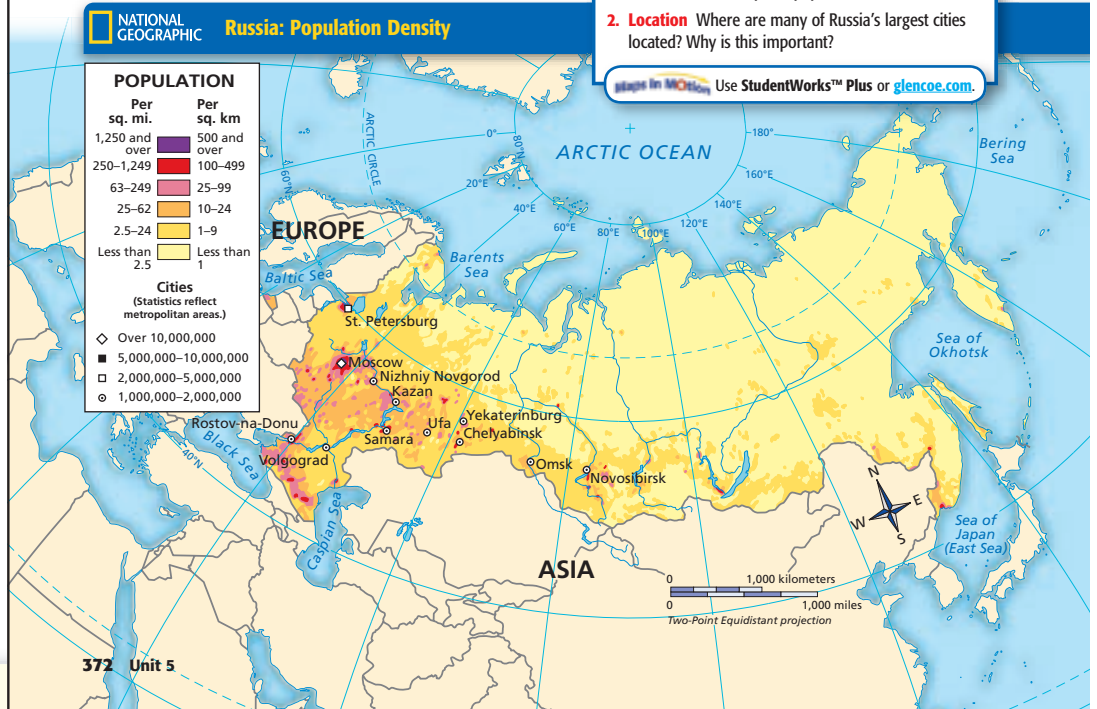 NATIONAL
GEOGRAPHIC
Russia: Population Density
2. Location Where are many of Russia's largest cities
located? Why is this important?
Maps In Motion Use StudentWorks™ Plus or glencoe.com.
POPULATION
Per sq. mi.
Per sq. km
1,250 and over
500 and over
250–1,249
100–499
63–249
25–99
25–62
10–24
2.5–24
1–9
Less than 2.5
Less than 1
Cities
(Statistics reflect
metropolitan areas.)
Over 10,000,000
5,000,000–10,000,000
2,000,000–5,000,000
1,000,000–2,000,000
ARCTIC CIRCLE
60°N
0°
80°N
ARCTIC OCEAN
180°
Bering
Sea
20°E
160°E
40°E
140°E
60°E
80°E
100°E
120°E
EUROPE
Barents
Sea
Baltic Sea
St. Petersburg
Sea of
Okhotsk
Moscow
Nizhniy Novgorod
Kazan
Rostov-na-Donu
Ufa
Yekaterinburg
Samara
Chelyabinsk
Black Sea
40°N
Volgograd
Omsk
Novosibirsk
N
E
W
S
Caspian Sea
Sea of
Japan
(East Sea)
ASIA
0 1,000 kilometers
0 1,000 miles
Two-Point Equidistant projection
372 Unit 5